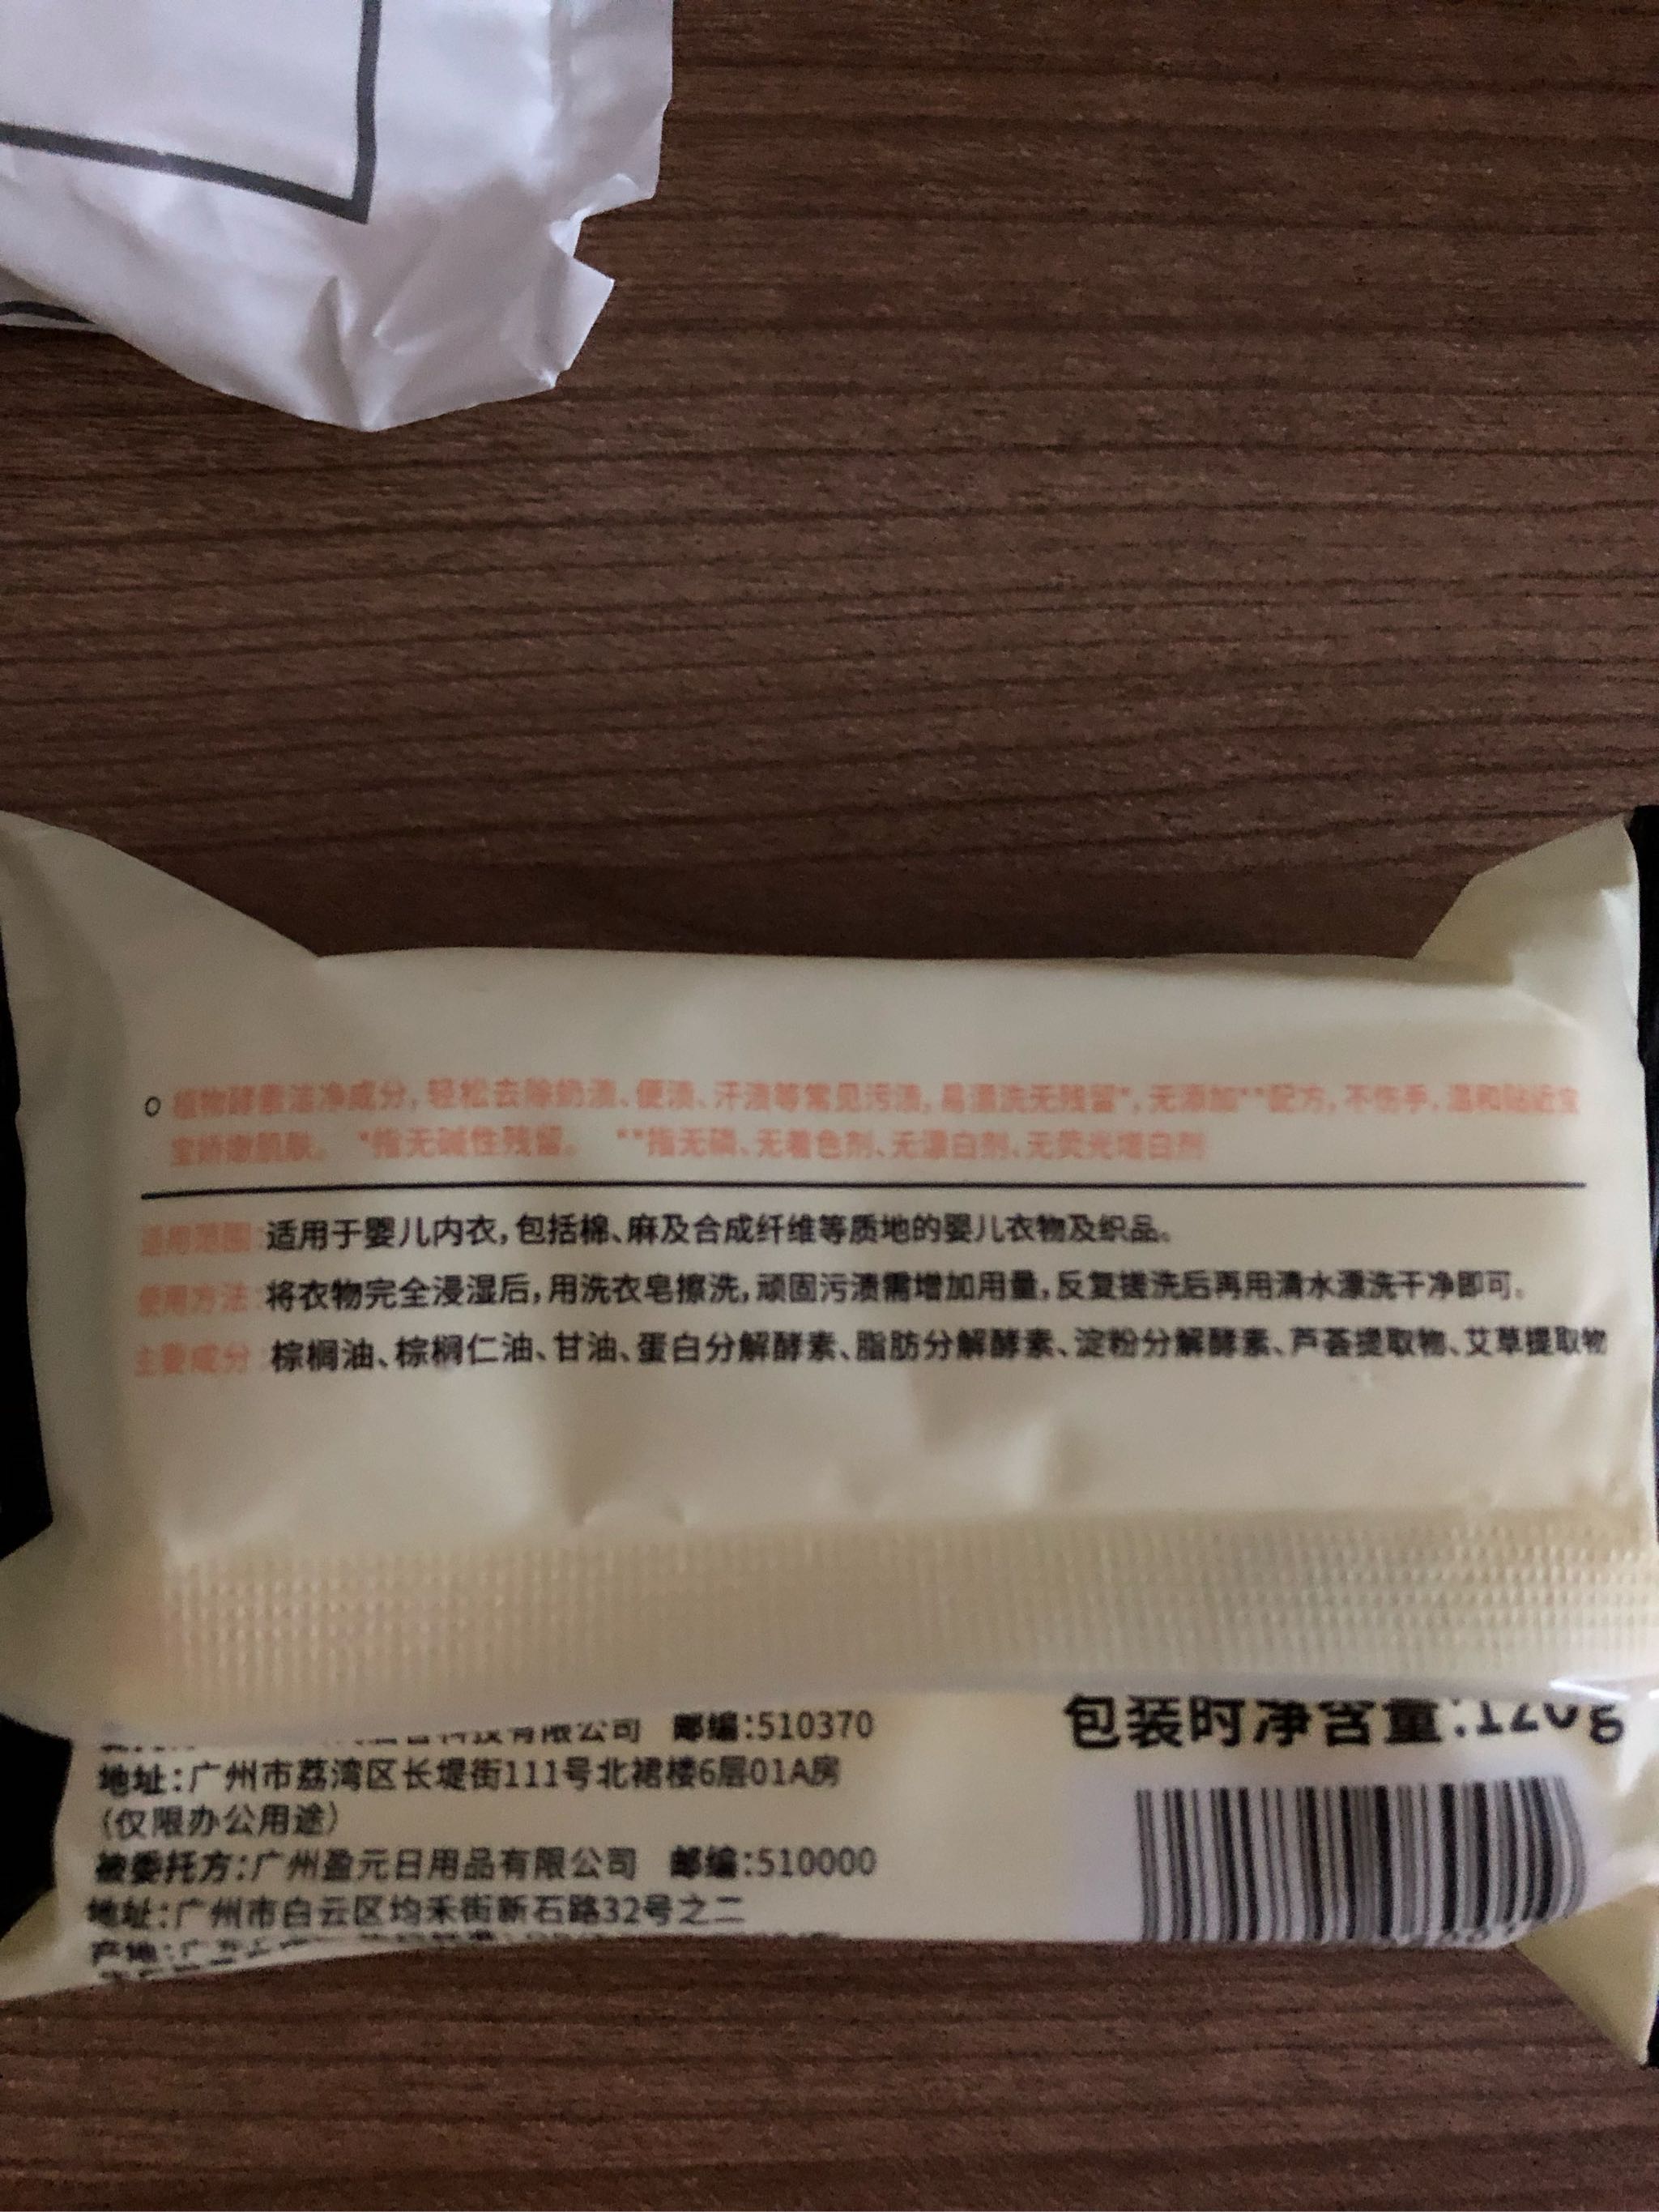 植物酵素洁净成分,轻松去除奶渍、便渍、汗渍等常见污渍,易漂洗无残留*,无添加**配方,不伤手,温和贴近宝
宝娇嫩肌肤。 *指无碱性残留。 **指无磷、无着色剂、无漂白剂、无荧光增白剂
适用范围:适用于婴儿内衣,包括棉、麻及合成纤维等质地的婴儿衣物及织品。
使用方法:将衣物完全浸湿后,用洗衣皂擦洗,顽固污渍需增加用量,反复搓洗后再用清水漂洗干净即可。
主要成分:棕榈油、棕榈仁油、甘油、蛋白分解酵素、脂肪分解酵素、淀粉分解酵素、芦荟提取物、艾草提取物
科技有限公司 邮编:510370
包装时净含量:120g
地址:广州市荔湾区长堤街111号北裙楼6层01A房
(仅限办公用途)
被委托方:广州盈元日用品有限公司 邮编:510000
地址:广州市白云区均禾街新石路32号之二
产地:广东